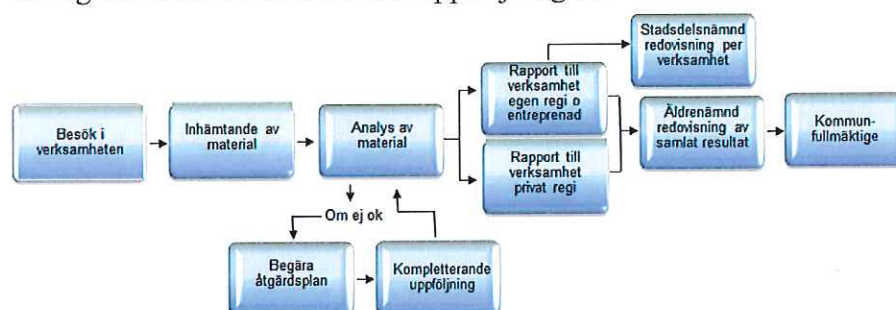 Besök i
verksamheten
Inhämtande av
material
Analys av
material
Om ej ok
Begära
åtgärdsplan
Kompletterande
uppföljning
Rapport till
verksamhet
egen regi o
entreprenad
Rapport till
verksamhet
privat regi
Stadsdelsnämnd
redovisning per
verksamhet
Äldrenämnd
redovisning av
samlat resultat
Kommun-
fullmäktige